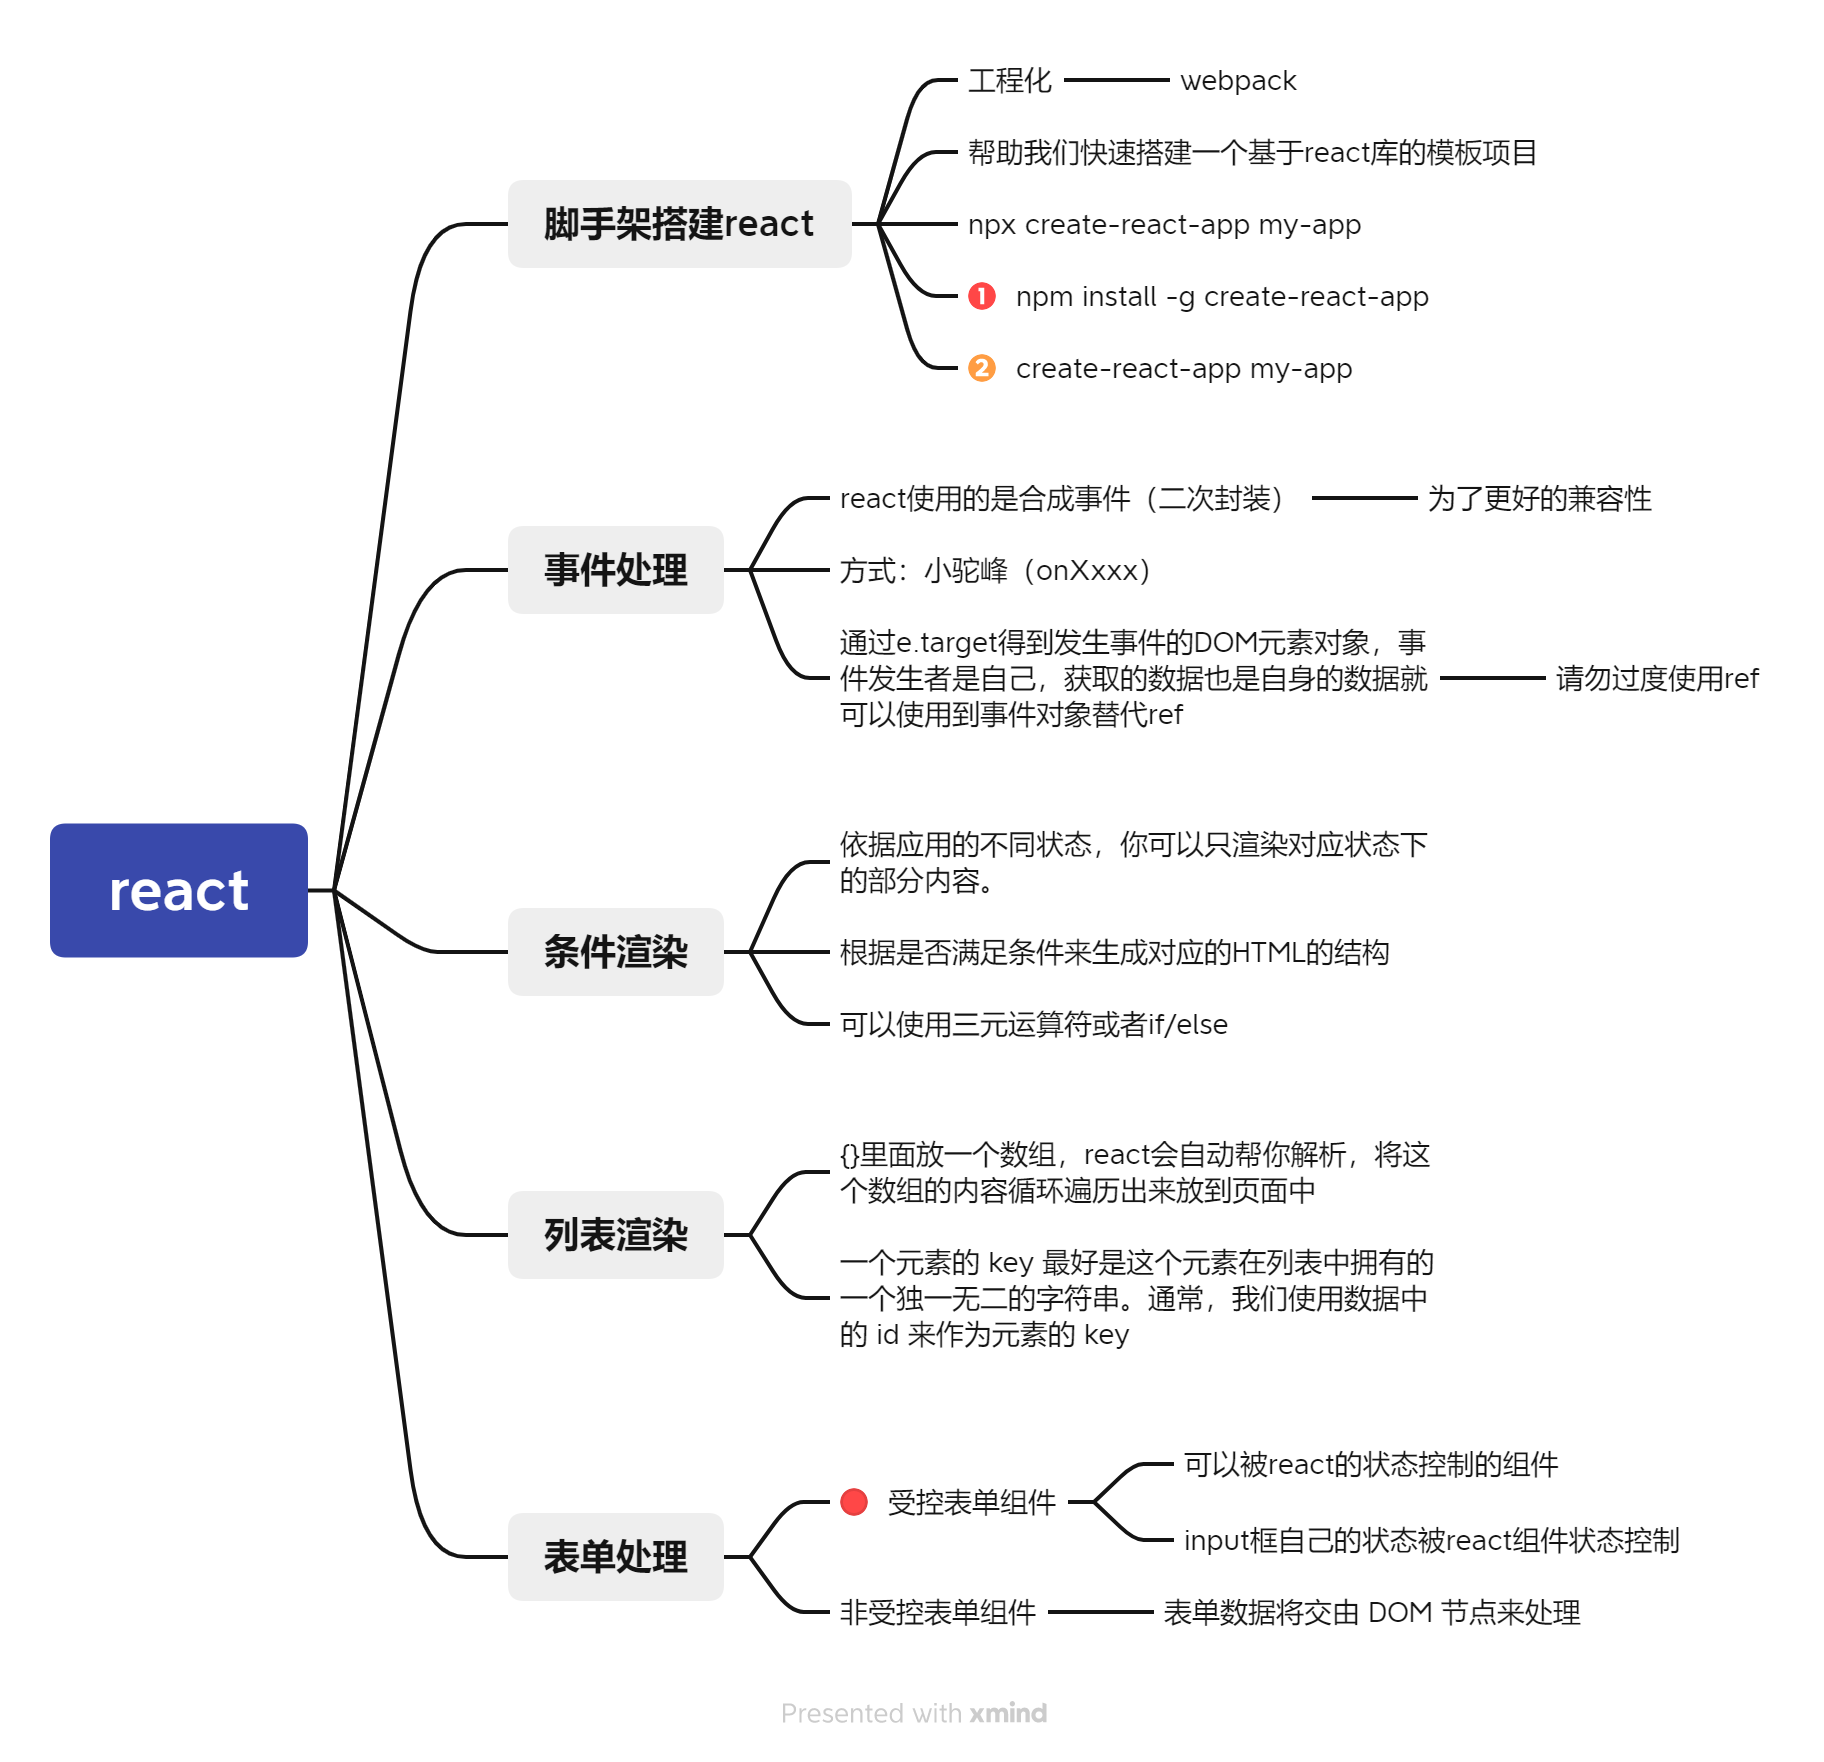 react
脚手架搭建react
工程化
webpack
帮助我们快速搭建一个基于react库的模板项目
npx create-react-app my-app
1 npm install -g create-react-app
2 create-react-app my-app
事件处理
react使用的是合成事件（二次封装）
为了更好的兼容性
方式：小驼峰（onXxxx）
通过e.target得到发生事件的DOM元素对象，事
件发生者是自己，获取的数据也是自身的数据就
可以使用到事件对象替代ref
请勿过度使用ref
条件渲染
依据应用的不同状态，你可以只渲染对应状态下
的部分内容。
根据是否满足条件来生成对应的HTML的结构
可以使用三元运算符或者if/else
列表渲染
{}里面放一个数组，react会自动帮你解析，将这
个数组的内容循环遍历出来放到页面中
一个元素的 key 最好是这个元素在列表中拥有的
一个独一无二的字符串。通常，我们使用数据中
的 id 来作为元素的 key
表单处理
受控表单组件
可以被react的状态控制的组件
input框自己的状态被react组件状态控制
非受控表单组件
表单数据将交由 DOM 节点来处理
Presented with xmind